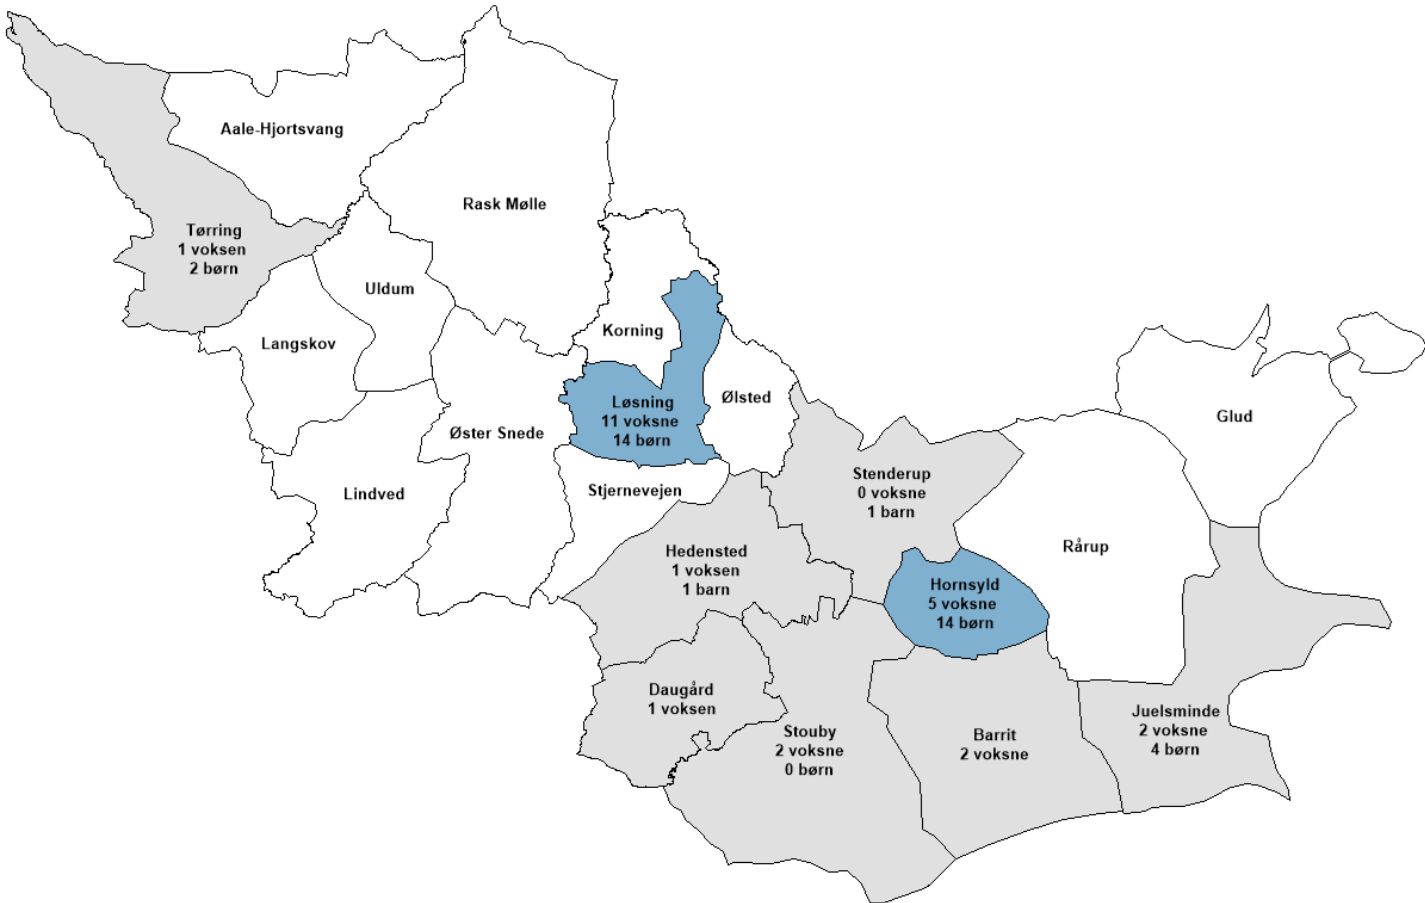 Aale-Hjortsvang
Rask Mølle
Tørring
1 voksen
2 børn
Uldum
Langskov
Korning
Løsning
11 voksne
14 børn
Ølsted
Glud
Øster Snede
Lindved
Stjernevejen
Stenderup
0 voksne
1 barn
Rårup
Hedensted
1 voksen
1 barn
Hornsyld
5 voksne
14 børn
Daugård
1 voksen
Stouby
2 voksne
0 børn
Barrit
2 voksne
Juelsminde
2 voksne
4 børn